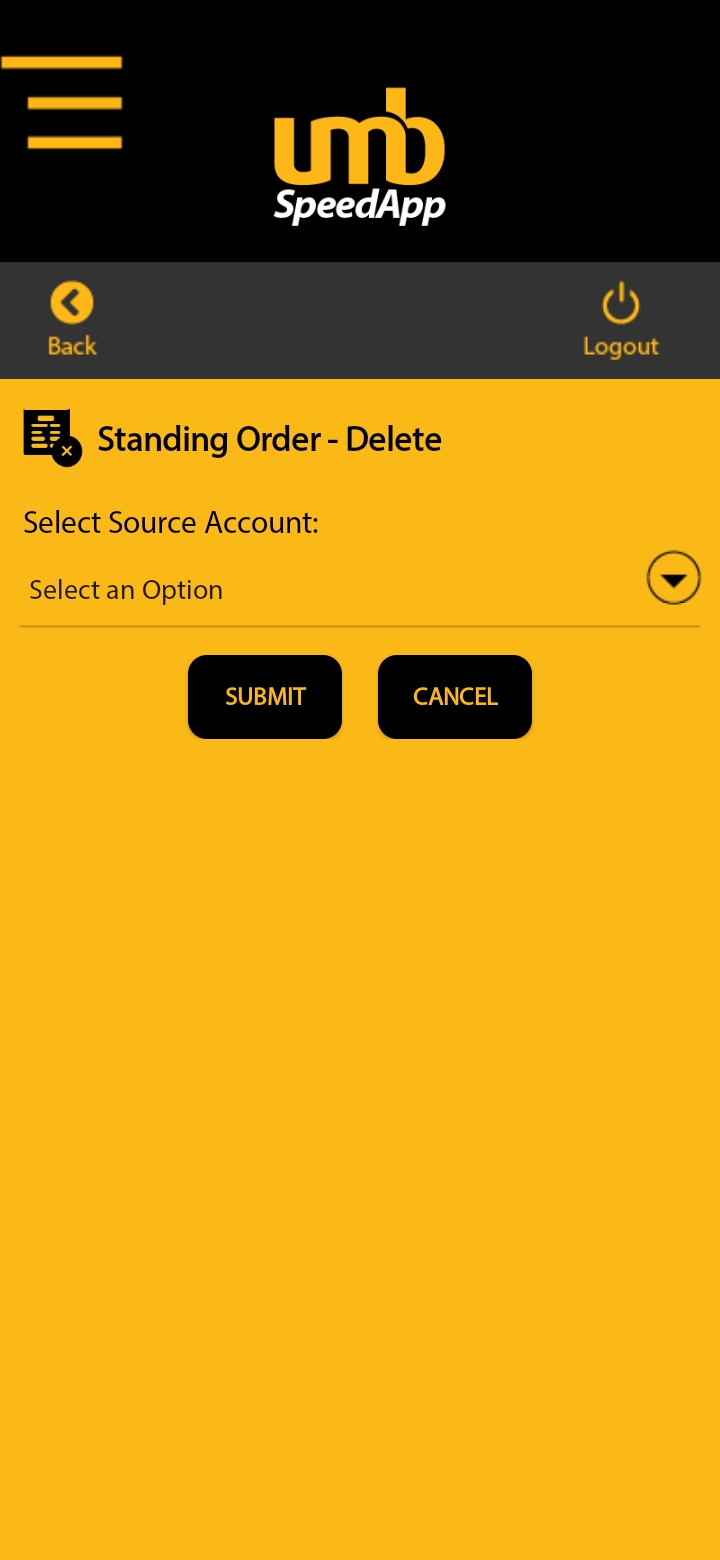 umb
SpeedApp
Back
Logout
Standing Order - Delete
Select Source Account:
Select an Option
SUBMIT
CANCEL